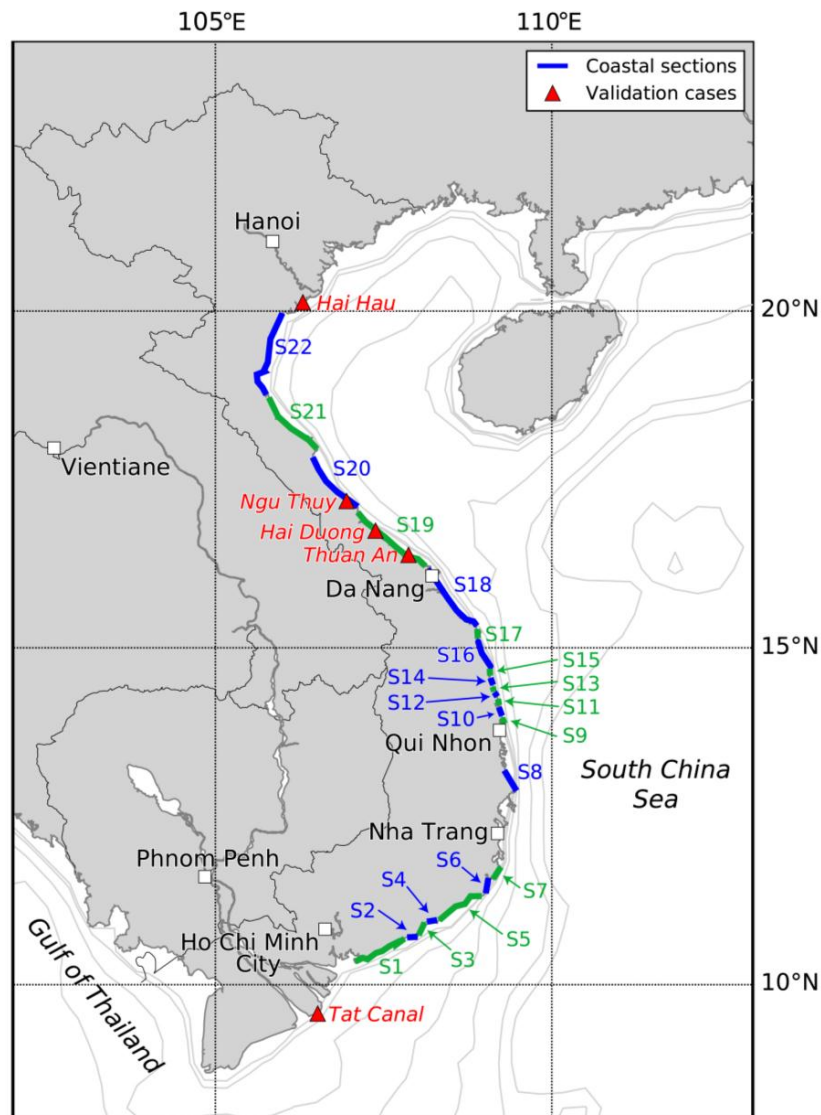 105°E
110°E
Coastal sections
Validation cases
Hanoi
Hai Hau
20°N
S22
S21
Vientiane
S20
Ngu Thuy
S19
Hai Duong
Thuan An
Da Nang
S18
S17
15°N
S16
S15
S14
S13
S12
S11
S10
S9
Qui Nhon
South China
Sea
S8
Nha Trang
Phnom Penh
S6
S4
S7
S2
Ho Chi Minh
City
S5
S3
S1
Gulf of Thailand
10°N
Tat Canal